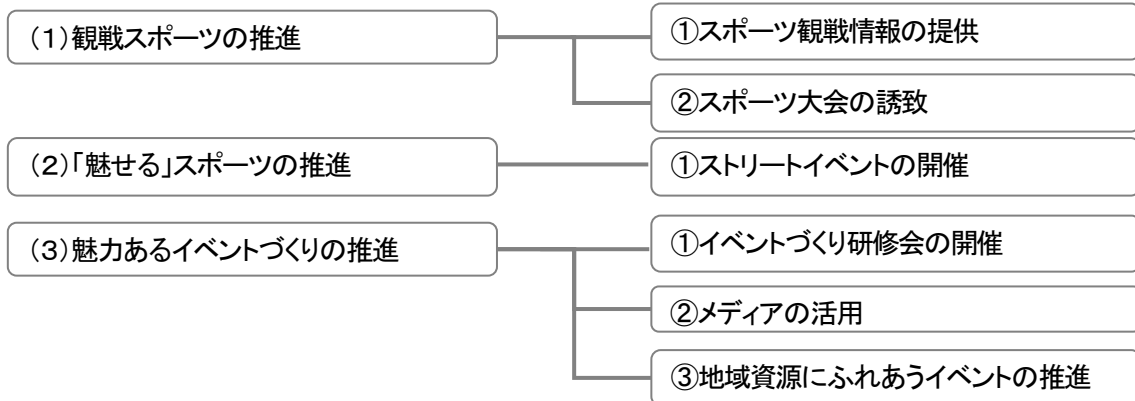 （１）観戦スポーツの推進
①スポーツ観戦情報の提供
②スポーツ大会の誘致
（２）「魅せる」スポーツの推進
①ストリートイベントの開催
（３）魅力あるイベントづくりの推進
①イベントづくり研修会の開催
②メディアの活用
③地域資源にふれあうイベントの推進